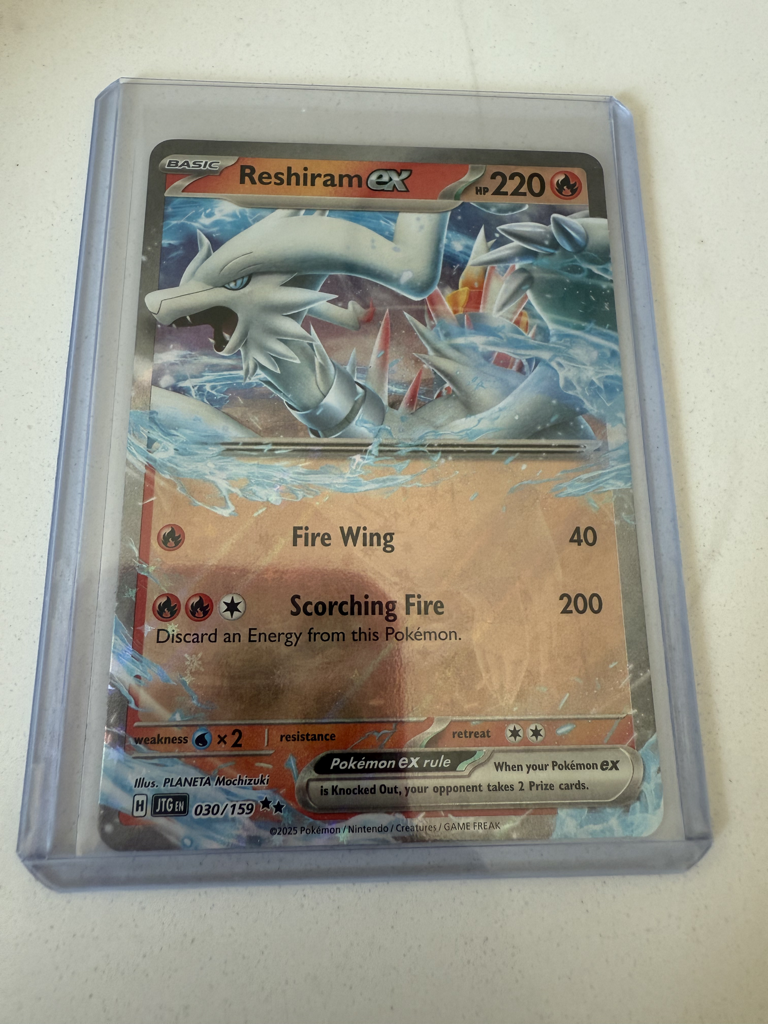 BASIC Reshiram ex HP 220
Fire Wing 40
Scorching Fire 200
Discard an Energy from this Pokémon.
weakness ×2 resistance retreat
Pokémon ex rule When your Pokémon ex
is Knocked Out, your opponent takes 2 Prize cards.
Illus. PLANETA Mochizuki
H JTG EN 030/159
©2025 Pokémon / Nintendo / Creatures / GAME FREAK